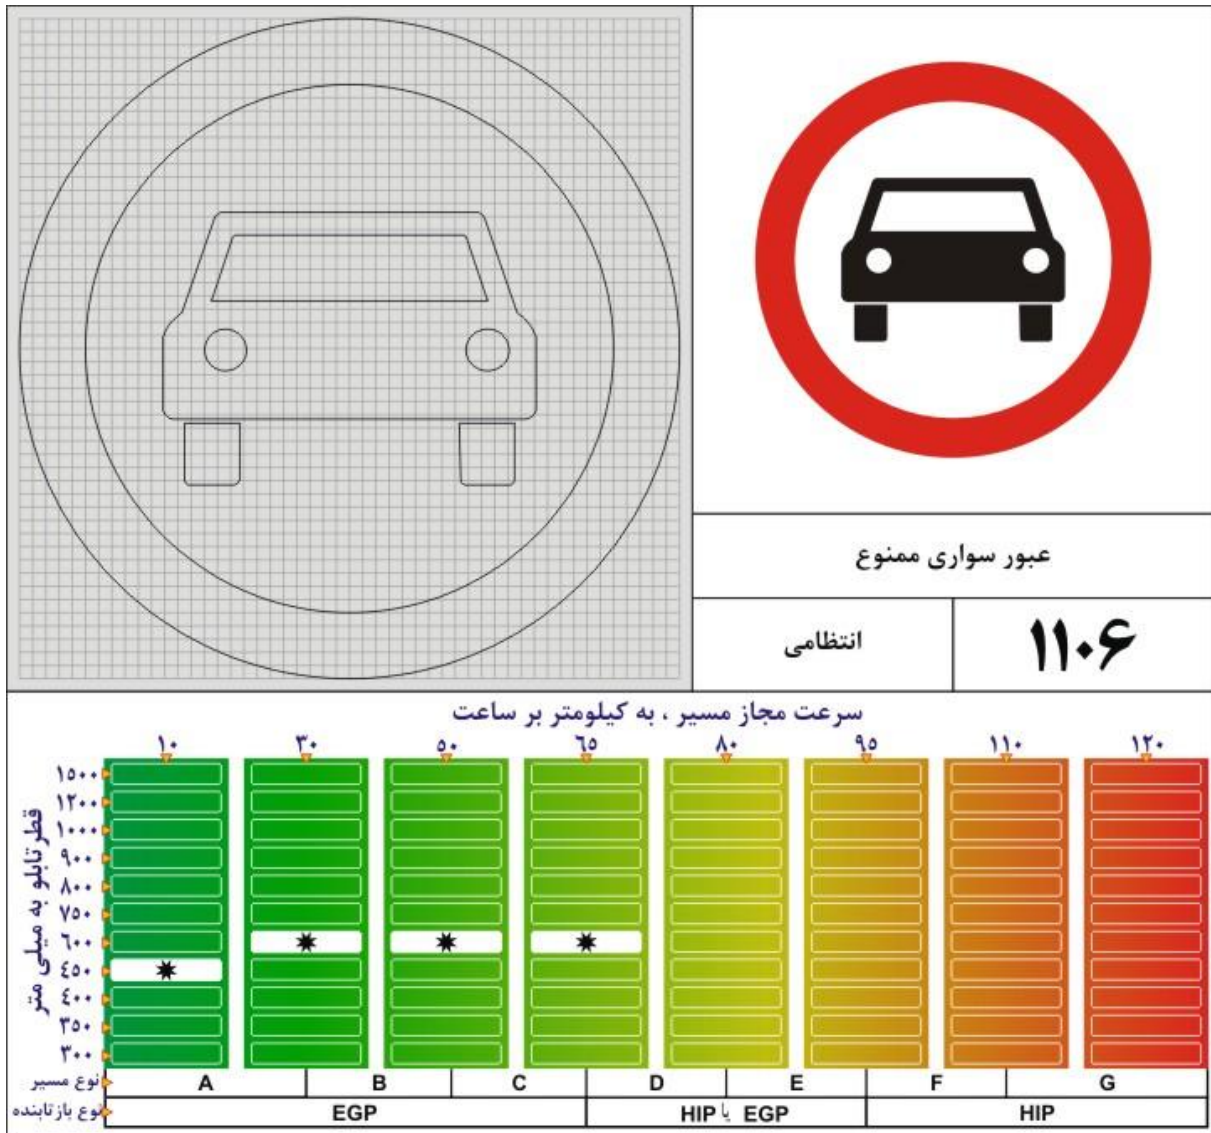 عبور سواری ممنوع
۱۱۰۶
انتظامی
سرعت مجاز مسیر ، به کیلومتر بر ساعت
۱۰ ۳۰ ۵۰ ۶۵ ۸۰ ۹۵ ۱۱۰ ۱۲۰
قطر تابلو به میلی متر
۱۵۰۰
۱۲۰۰
۱۰۰۰
۹۰۰
۸۰۰
۷۵۰
۶۰۰
٤٥٠
٤٠٠
۳۵۰
۳۰۰
نوع مسیر
A B C D E F G
نوع بازتابنده
EGP
HIP یا EGP
HIP